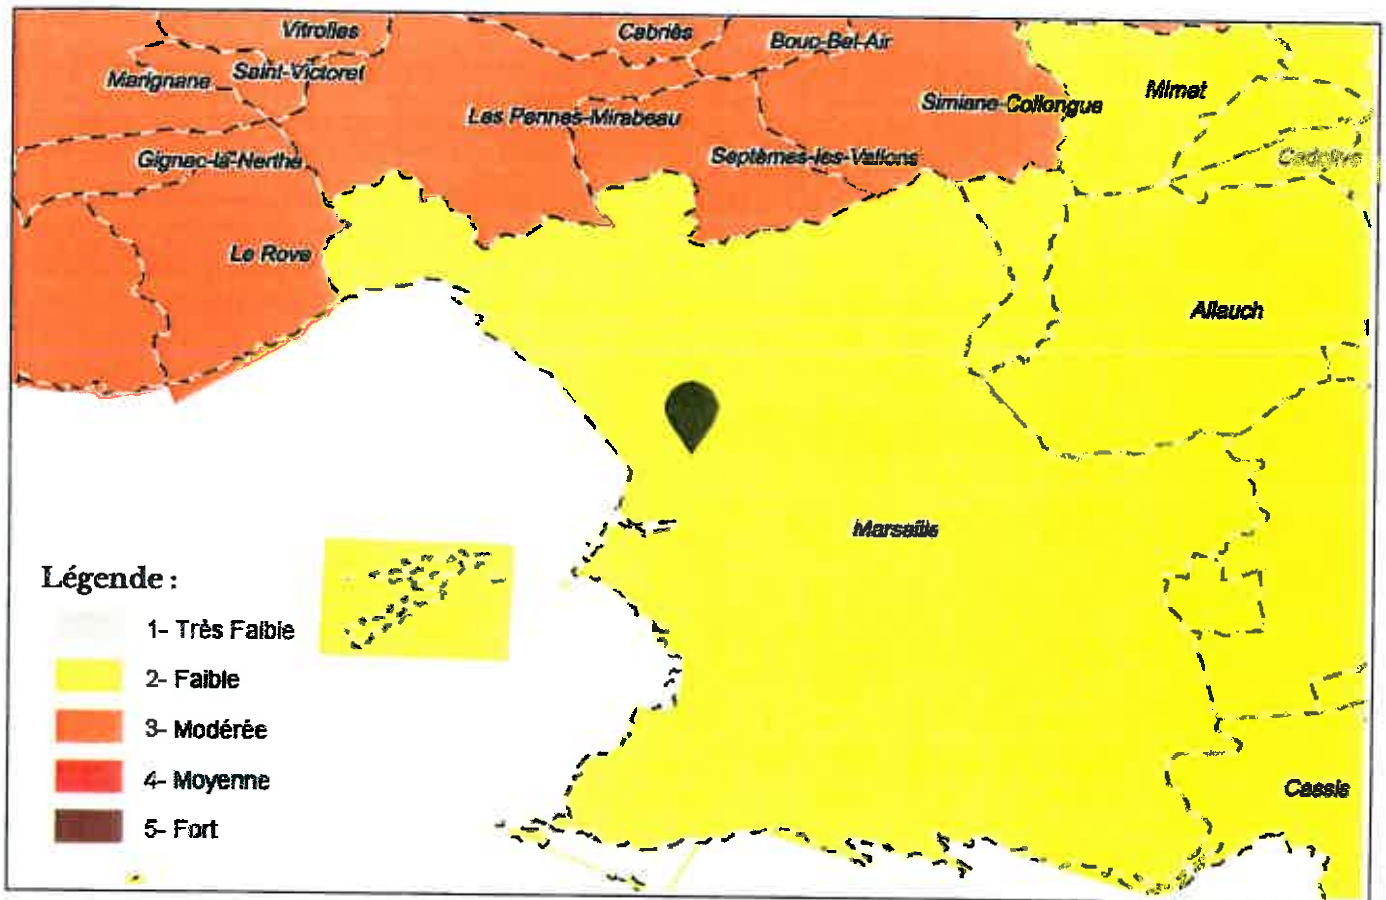 Vitrolles
Cabriès
Bouc-Bel-Air
Marignane
Saint-Victoret
Mimet
Simiane-Collongue
Les Pennes-Mirabeau
Septèmes-les-Vallons
Cadolive
Gignac-la-Nerthe
Le Rove
Allauch
Marseille
Légende :
1- Très Faible
2- Faible
3- Modérée
4- Moyenne
5- Fort
Cassis